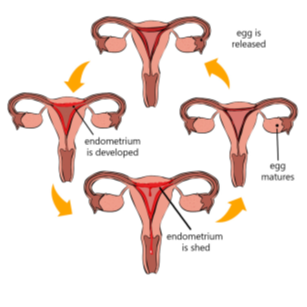 egg is
released
endometrium
is developed
egg
matures
endometrium
is shed